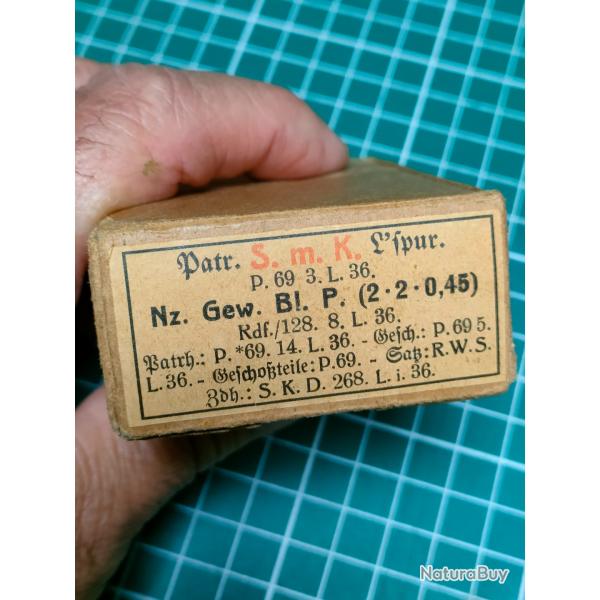 Patr. S. m. K. L'spur.
P. 69 3. L. 36.
Nz. Gew. Bl. P. (2·2·0,45)
Rdf./128. 8. L. 36.
Patrh.: P. *69. 14. L. 36. - Gesch.: P. 69 5.
L. 36. - Geschoßteile: P. 69. - Satz: R. W. S.
Zdh.: S. K. D. 268. L. i. 36.
NaturaBuy